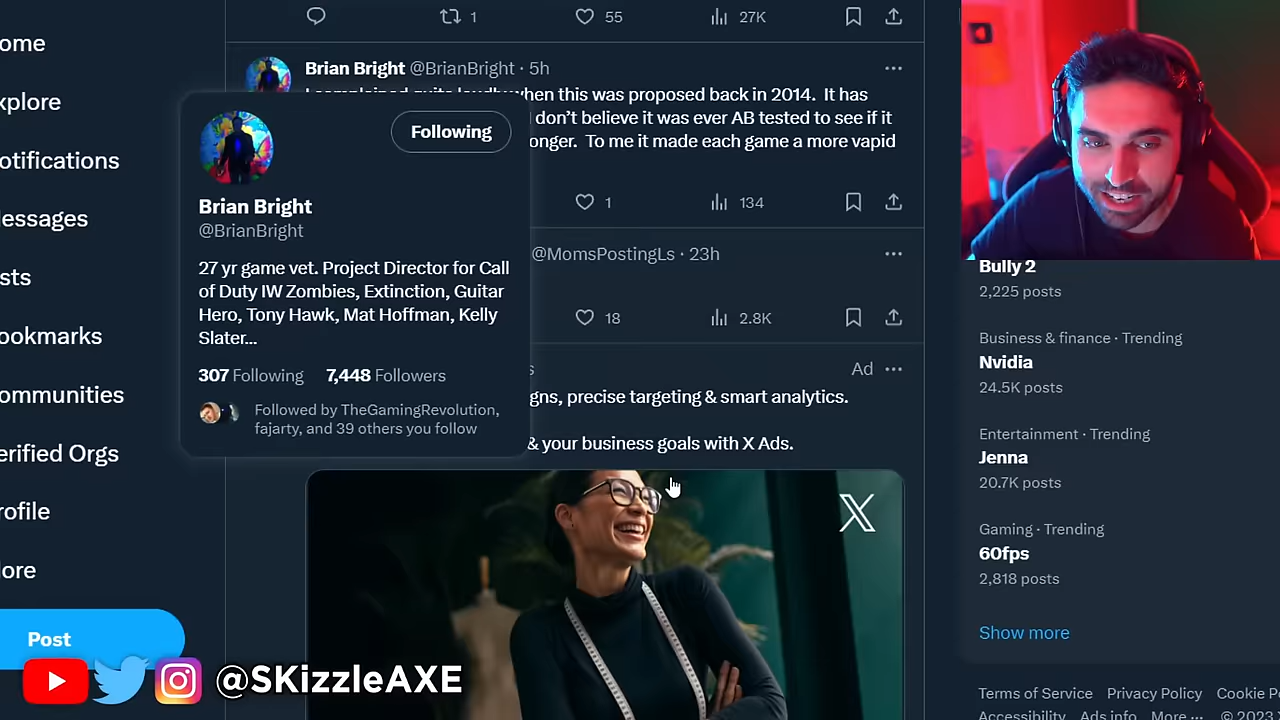 ome
xplore
otifications
essages
sts
ookmarks
ommunities
erified Orgs
rofile
ore
Post
1
55
27K
Brian Bright @BrianBright · 5h
when this was proposed back in 2014. It has
don't believe it was ever AB tested to see if it
onger. To me it made each game a more vapid
1
134
Following
Brian Bright
@BrianBright
27 yr game vet. Project Director for Call
of Duty IW Zombies, Extinction, Guitar
Hero, Tony Hawk, Mat Hoffman, Kelly
Slater...
307 Following 7,448 Followers
Followed by TheGamingRevolution,
fajarty, and 39 others you follow
@MomsPostingLs · 23h
18
2.8K
s
Ad
gns, precise targeting & smart analytics.
& your business goals with X Ads.
X
Bully 2
2,225 posts
Business & finance · Trending
Nvidia
24.5K posts
Entertainment · Trending
Jenna
20.7K posts
Gaming · Trending
60fps
2,818 posts
Show more
Terms of Service Privacy Policy Cookie Po
Accessibility Ads info More ··· © 2023
@SKizzleAXE